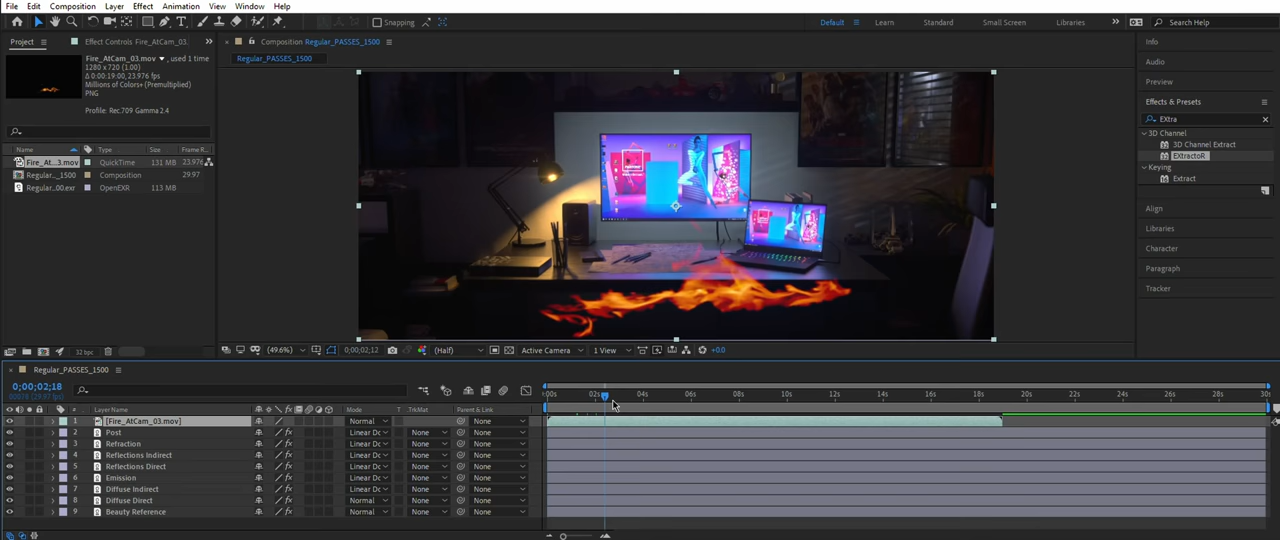 File Edit Composition Layer Effect Animation View Window Help
Snapping Default Learn Standard Small Screen Libraries Search Help
Project Effect Controls Fire_AtCam_03. Composition Regular_PASSES_1500 Info
Regular_PASSES_1500
Fire_AtCam_03.mov , used 1 time
1280 x 720 (1.00)
Δ 0:00:19:00, 23.976 fps
Millions of Colors+ (Premultiplied)
PNG
Profile: Rec.709 Gamma 2.4
Name Type Size Frame R
Fire_At...3.mov QuickTime 131 MB 23.976
Regular..._1500 Composition 29.97
Regular...00.exr OpenEXR 113 MB
32 bpc
(49.6%) 0;00;02;12 (Half) Active Camera 1 View +0.0
Audio
Preview
Effects & Presets
EXtra
3D Channel
3D Channel Extract
EXtractoR
Keying
Extract
Align
Libraries
Character
Paragraph
Tracker
Regular_PASSES_1500
0;00;02;18
00078 (29.97 fps)
:00s 02s 04s 06s 08s 10s 12s 14s 16s 18s 20s 22s 24s 26s 28s 30s
# Layer Name Mode T TrkMat Parent & Link
1 [Fire_AtCam_03.mov] Normal None
2 Post Linear Dc None None
3 Refraction Linear Dc None None
4 Reflections Indirect Linear Dc None None
5 Reflections Direct Linear Dc None None
6 Emission Linear Dc None None
7 Diffuse Indirect Linear Dc None None
8 Diffuse Direct Normal None None
9 Beauty Reference Normal None None